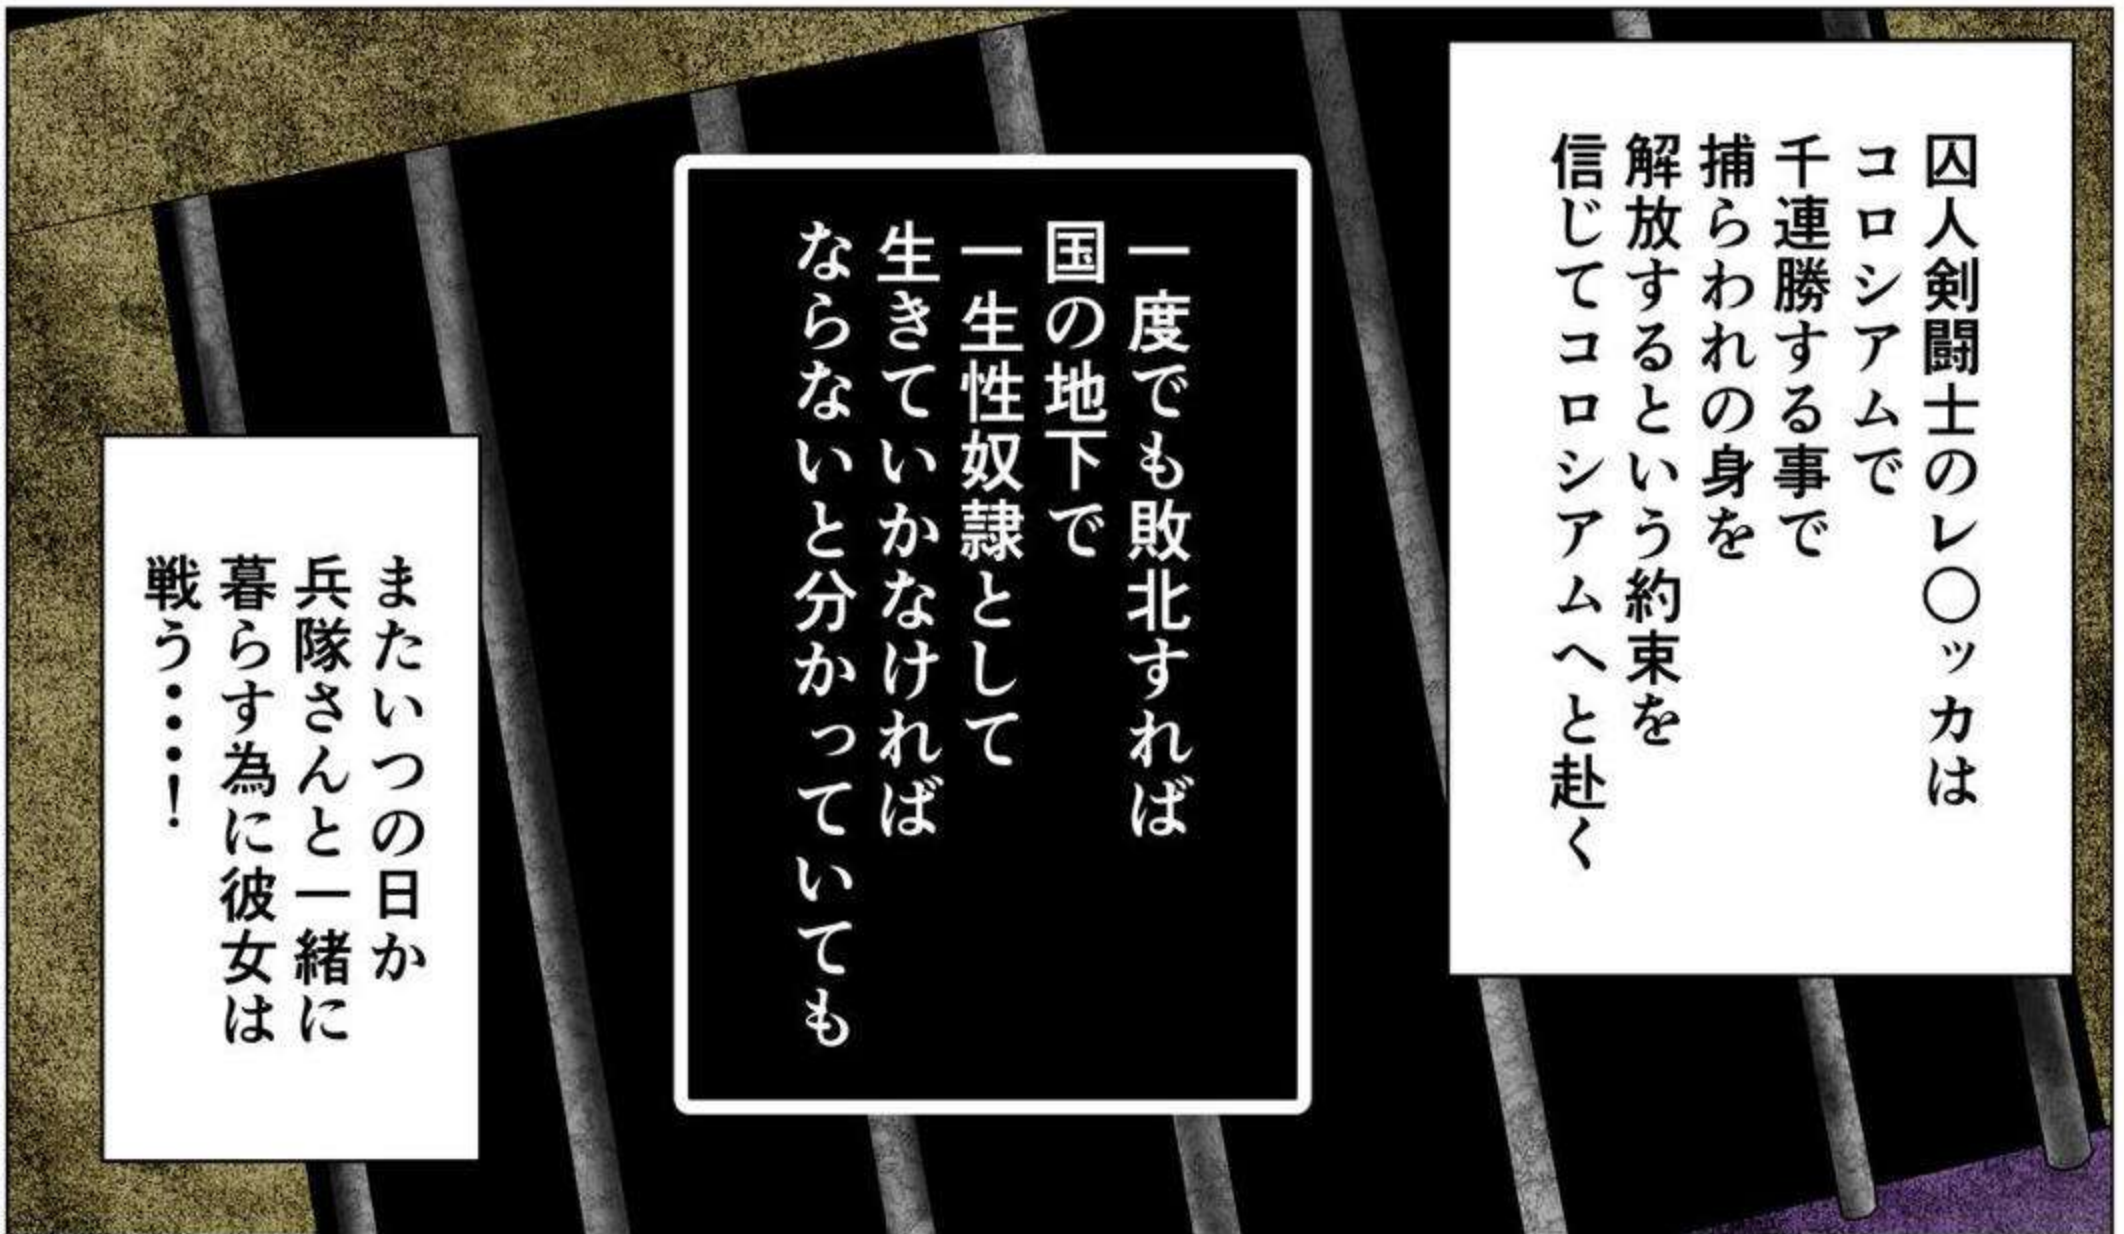 囚人剣闘士のレ〇ッカは
コロシアムで
千連勝する事で
捕らわれの身を
解放するという約束を
信じてコロシアムへと赴く
一度でも敗北すれば
国の地下で
一生性奴隷として
生きていかなければ
ならないと分かっていても
またいつの日か
兵隊さんと一緒に
暮らす為に彼女は
戦う・・・・！